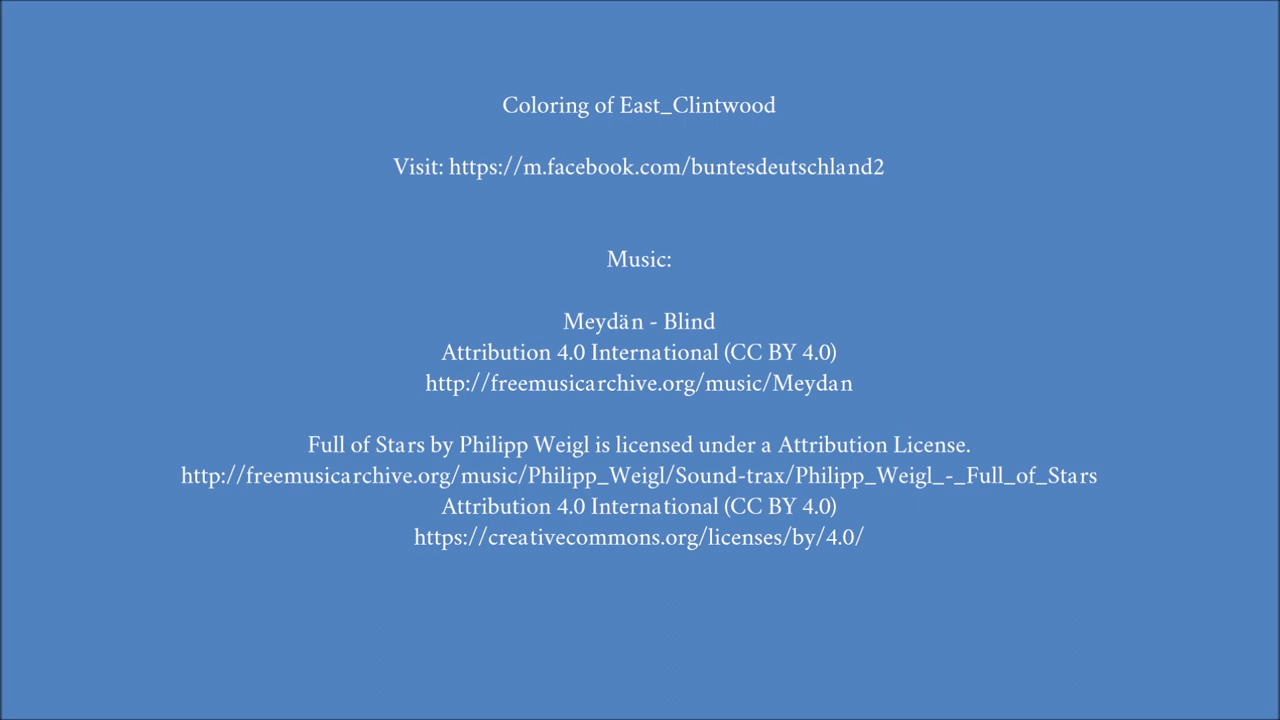 Coloring of East_Clintwood
Visit: https://m.facebook.com/buntesdeutschland2
Music:
Meydän - Blind
Attribution 4.0 International (CC BY 4.0)
http://freemusicarchive.org/music/Meydan
Full of Stars by Philipp Weigl is licensed under a Attribution License.
http://freemusicarchive.org/music/Philipp_Weigl/Sound-trax/Philipp_Weigl_-_Full_of_Stars
Attribution 4.0 International (CC BY 4.0)
https://creativecommons.org/licenses/by/4.0/